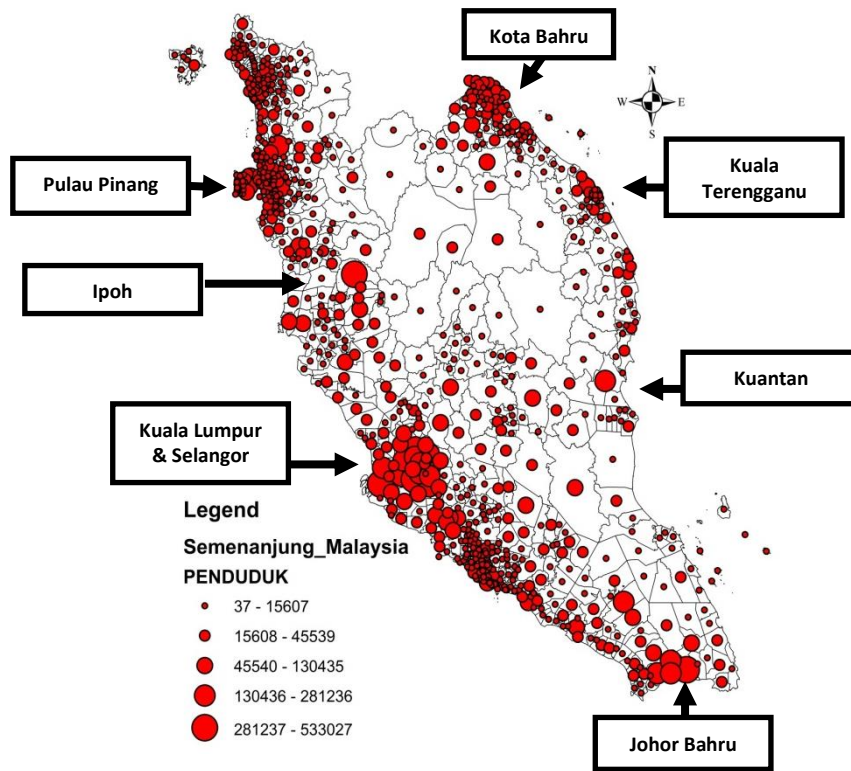 Kota Bahru
N
W E
S
Pulau Pinang
Kuala
Terengganu
Ipoh
Kuantan
Kuala Lumpur
& Selangor
Legend
Semenanjung_Malaysia
PENDUDUK
37 - 15607
15608 - 45539
45540 - 130435
130436 - 281236
281237 - 533027
Johor Bahru